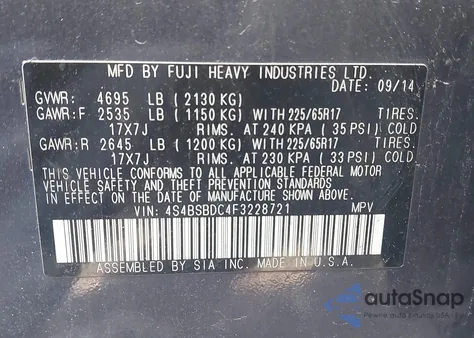 MFD BY FUJI HEAVY INDUSTRIES LTD.
DATE: 09/14
GVWR: 4695 LB (2130 KG)
GAWR:F 2535 LB (1150 KG) WITH 225/65R17 TIRES.
17X7J RIMS. AT 240 KPA (35 PSI) COLD
GAWR:R 2645 LB (1200 KG) WITH 225/65R17 TIRES.
17X7J RIMS. AT 230 KPA (33 PSI) COLD
THIS VEHICLE CONFORMS TO ALL APPLICABLE FEDERAL MOTOR
VEHICLE SAFETY, BUMPER, AND
THEFT PREVENTION STANDARDS IN EFFECT ON THE DATE OF
MANUFACTURE SHOWN ABOVE.
VIN: 4S4BSBDC4F3228721 MPV
ASSEMBLED BY SIA INC. MADE IN U.S.A.
autoSnap